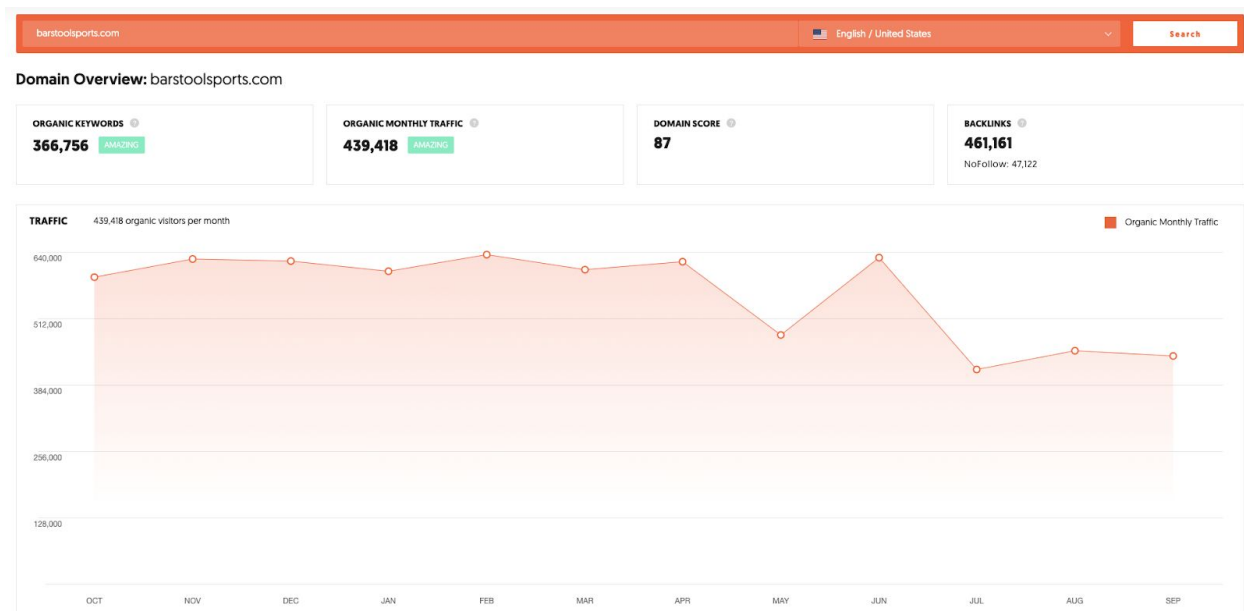 barstoolsports.com English / United States Search
Domain Overview: barstoolsports.com
ORGANIC KEYWORDS ORGANIC MONTHLY TRAFFIC DOMAIN SCORE BACKLINKS
366,756 AMAZING 439,418 AMAZING 87 461,161
NoFollow: 47,122
TRAFFIC 439,418 organic visitors per month Organic Monthly Traffic
640,000
512,000
384,000
256,000
128,000
OCT NOV DEC JAN FEB MAR APR MAY JUN JUL AUG SEP